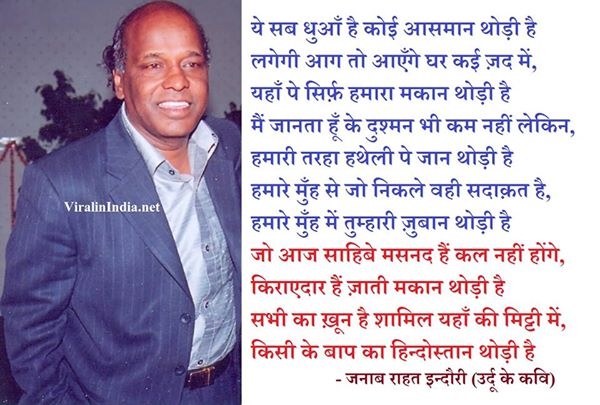 ये सब धुआँ है कोई आसमान थोड़ी है
लगेगी आग तो आएँगे घर कई ज़द में,
यहाँ पे सिर्फ़ हमारा मकान थोड़ी है
मैं जानता हूँ के दुश्मन भी कम नहीं लेकिन,
हमारी तरहा हथेली पे जान थोड़ी है
हमारे मुँह से जो निकले वही सदाक़त है,
हमारे मुँह में तुम्हारी ज़ुबान थोड़ी है
जो आज साहिबे मसनद हैं कल नहीं होंगे,
किराएदार हैं ज़ाती मकान थोड़ी है
सभी का ख़ून है शामिल यहाँ की मिट्टी में,
किसी के बाप का हिन्दोस्तान थोड़ी है
- जनाब राहत इन्दौरी (उर्दू के कवि)
ViralinIndia.net